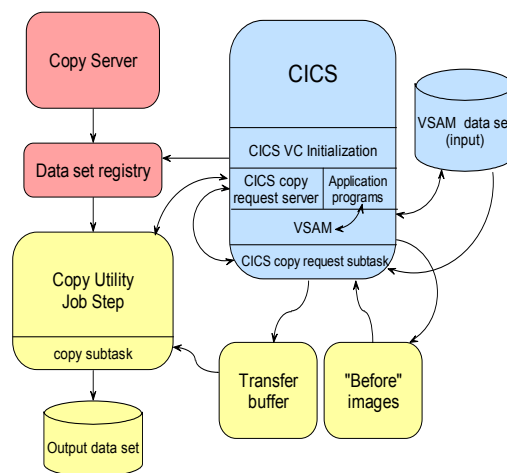 Copy Server
Data set registry
Copy Utility
Job Step
copy subtask
Output data set
CICS
CICS VC Initialization
CICS copy
request server
Application
programs
VSAM
CICS copy request subtask
VSAM data set
(input)
Transfer
buffer
"Before"
images